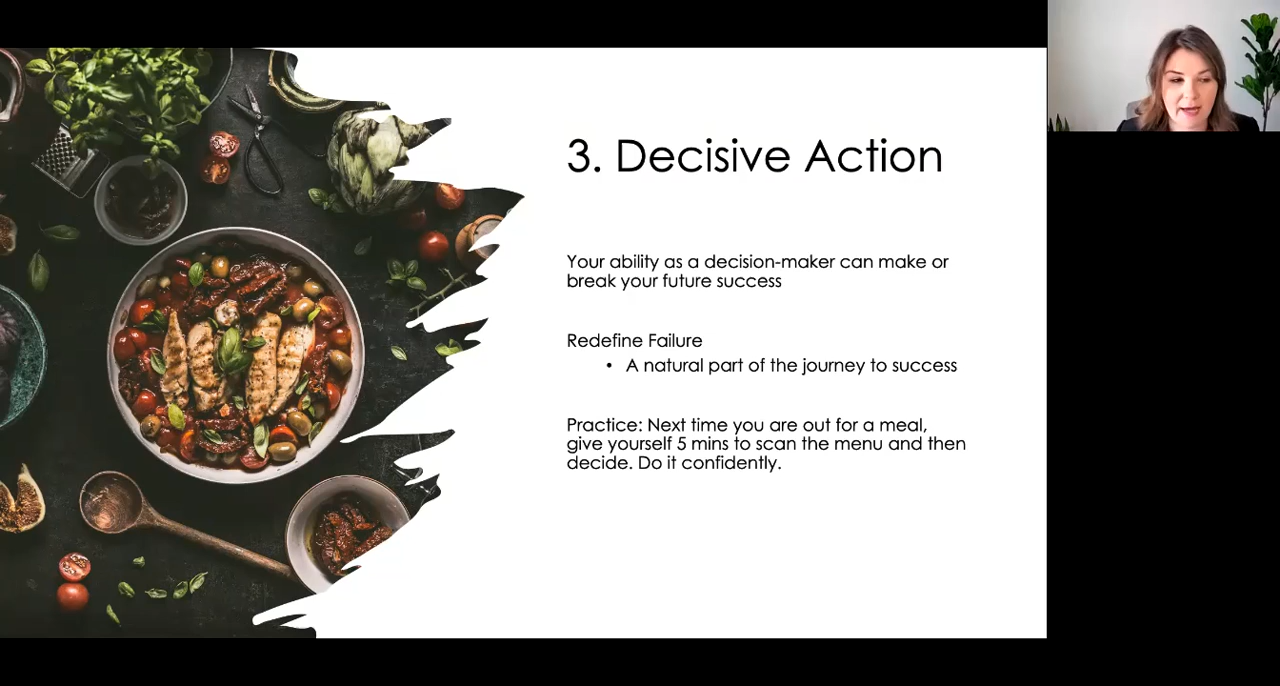 3. Decisive Action
Your ability as a decision-maker can make or
break your future success
Redefine Failure
• A natural part of the journey to success
Practice: Next time you are out for a meal,
give yourself 5 mins to scan the menu and then
decide. Do it confidently.